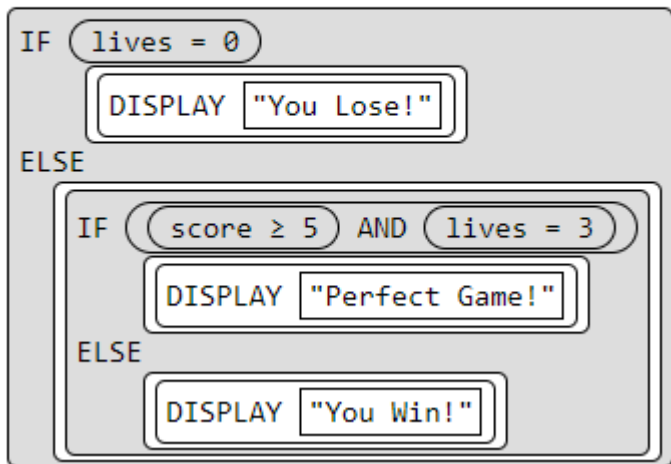 IF lives = 0
DISPLAY "You Lose!"
ELSE
IF score ≥ 5 AND lives = 3
DISPLAY "Perfect Game!"
ELSE
DISPLAY "You Win!"